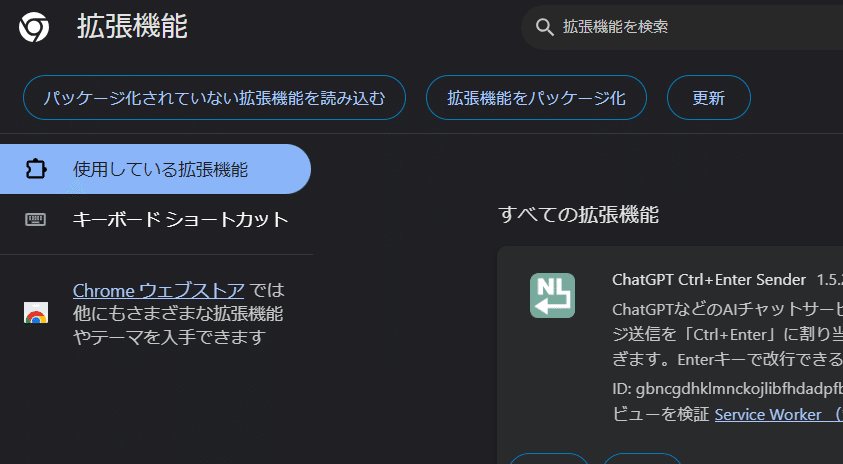 拡張機能
拡張機能を検索
パッケージ化されていない拡張機能を読み込む
拡張機能をパッケージ化
更新
使用している拡張機能
キーボード ショートカット
Chrome ウェブストア では
他にもさまざまな拡張機能
やテーマを入手できます
すべての拡張機能
NL
ChatGPT Ctrl+Enter Sender 1.5.
ChatGPTなどのAIチャットサー
ジ送信を「Ctrl+Enter」に割り
ぎます。Enterキーで改行できる
ID: gbncgdhklmnckojlibfhdadpf
ビューを検証 Service Worker